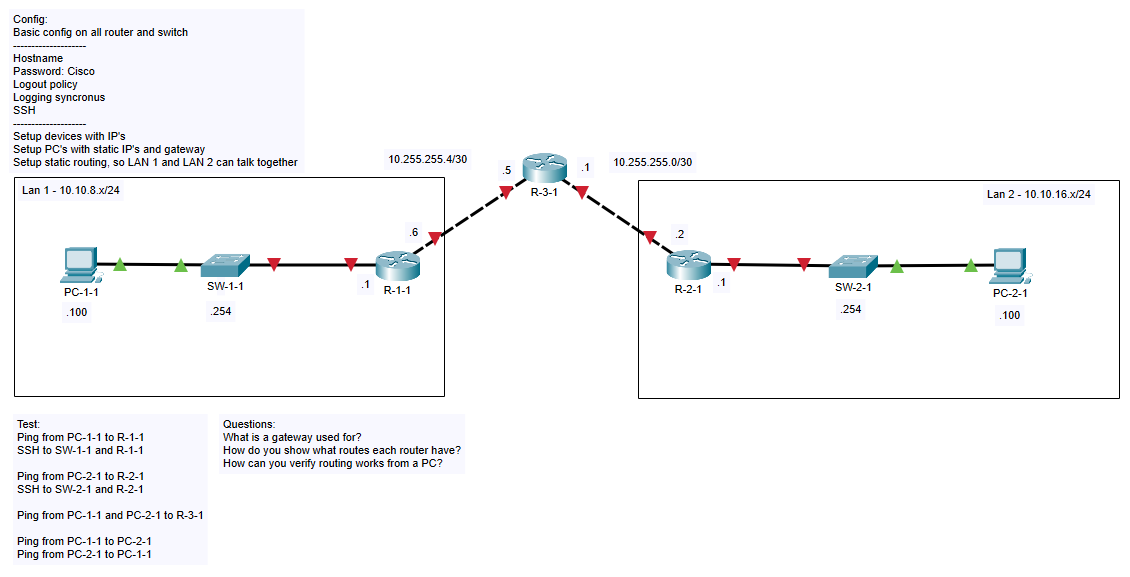 Config:
Basic config on all router and switch
--------------------
Hostname
Password: Cisco
Logout policy
Logging syncronus
SSH
--------------------
Setup devices with IP's
Setup PC's with static IP's and gateway
Setup static routing, so LAN 1 and LAN 2 can talk together
10.255.255.4/30
.5
R-3-1
.1
10.255.255.0/30
Lan 1 - 10.10.8.x/24
.6
PC-1-1
.100
SW-1-1
.254
.1
R-1-1
Lan 2 - 10.10.16.x/24
.2
R-2-1
.1
SW-2-1
.254
PC-2-1
.100
Test:
Ping from PC-1-1 to R-1-1
SSH to SW-1-1 and R-1-1
Ping from PC-2-1 to R-2-1
SSH to SW-2-1 and R-2-1
Ping from PC-1-1 and PC-2-1 to R-3-1
Ping from PC-1-1 to PC-2-1
Ping from PC-2-1 to PC-1-1
Questions:
What is a gateway used for?
How do you show what routes each router have?
How can you verify routing works from a PC?